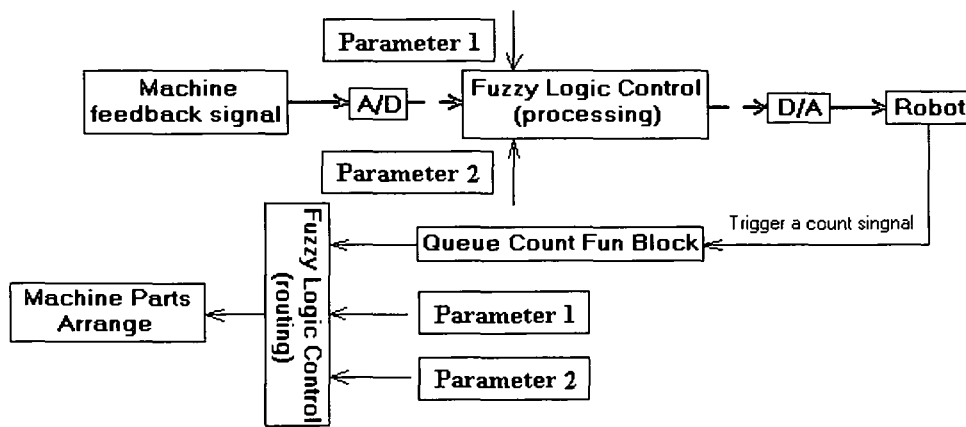 Parameter 1
Machine
feedback signal
A/D
Fuzzy Logic Control
(processing)
D/A
Robot
Parameter 2
Trigger a count singnal
Queue Count Fun Block
Fuzzy Logic Control
(routing)
Machine Parts
Arrange
Parameter 1
Parameter 2